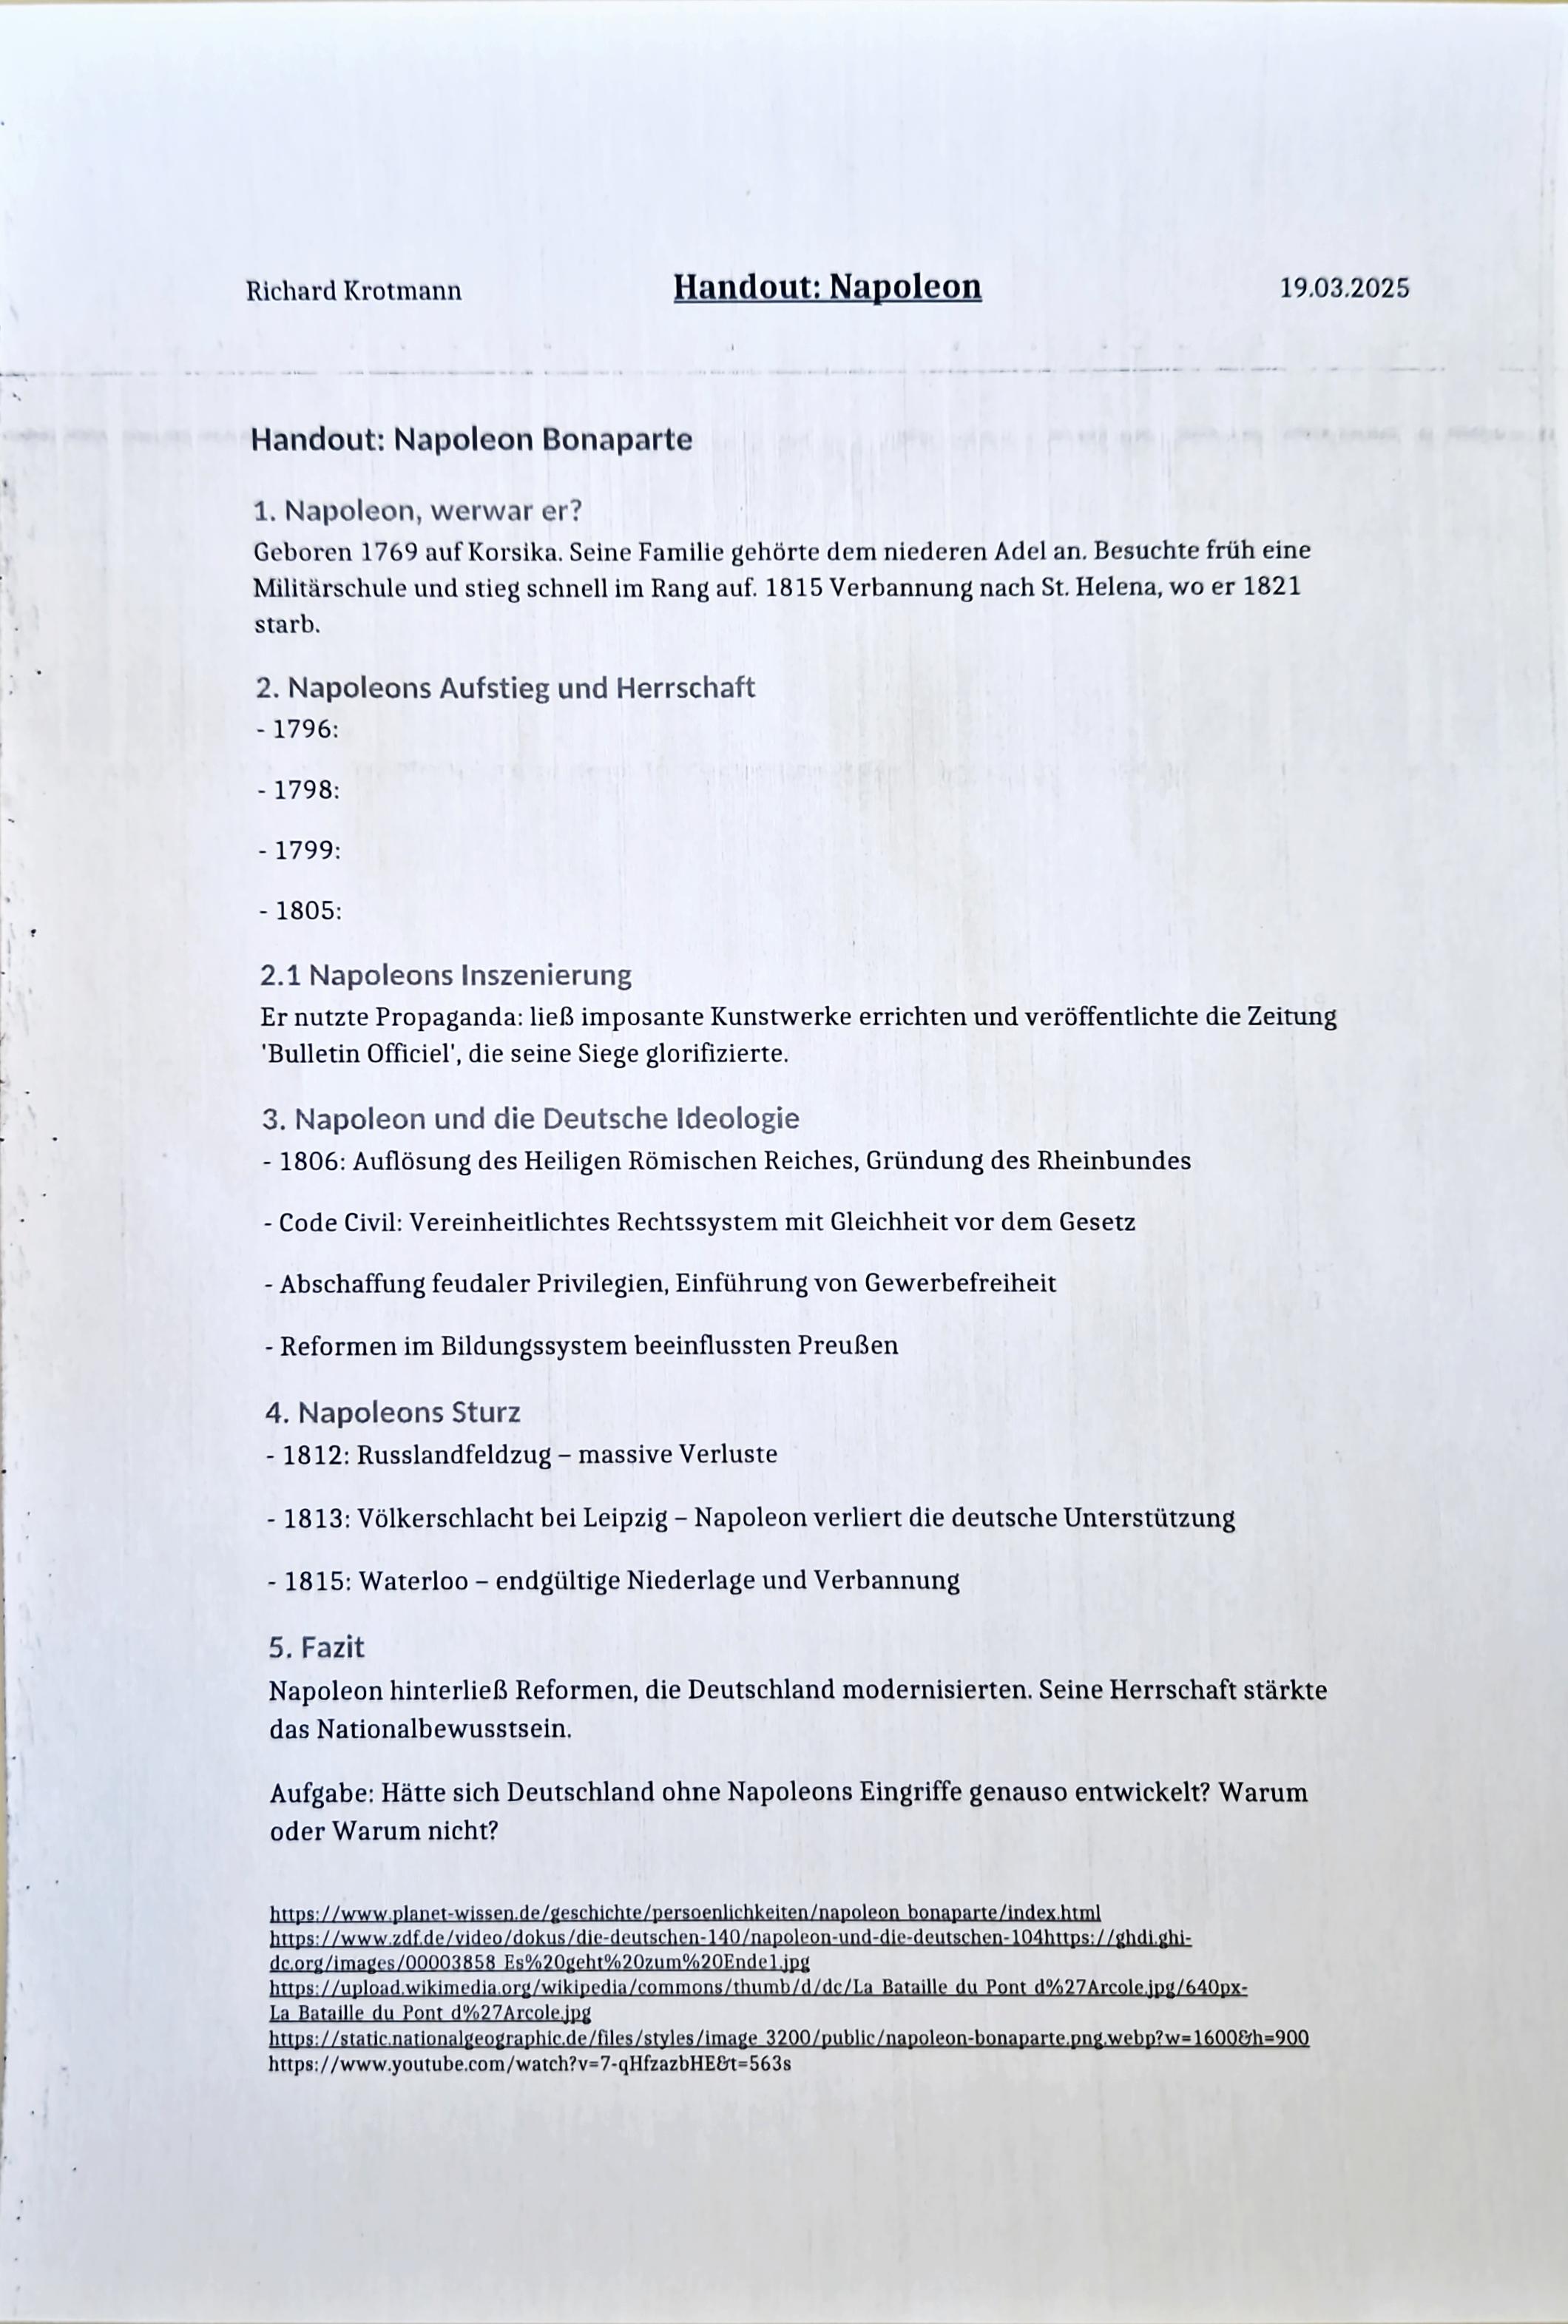 Richard Krotmann Handout: Napoleon 19.03.2025
Handout: Napoleon Bonaparte
1. Napoleon, werwar er?
Geboren 1769 auf Korsika. Seine Familie gehörte dem niederen Adel an. Besuchte früh eine
Militärschule und stieg schnell im Rang auf. 1815 Verbannung nach St. Helena, wo er 1821
starb.
2. Napoleons Aufstieg und Herrschaft
- 1796:
- 1798:
- 1799:
- 1805:
2.1 Napoleons Inszenierung
Er nutzte Propaganda: ließ imposante Kunstwerke errichten und veröffentlichte die Zeitung
'Bulletin Officiel', die seine Siege glorifizierte.
3. Napoleon und die Deutsche Ideologie
- 1806: Auflösung des Heiligen Römischen Reiches, Gründung des Rheinbundes
- Code Civil: Vereinheitlichtes Rechtssystem mit Gleichheit vor dem Gesetz
- Abschaffung feudaler Privilegien, Einführung von Gewerbefreiheit
- Reformen im Bildungssystem beeinflussten Preußen
4. Napoleons Sturz
- 1812: Russlandfeldzug – massive Verluste
- 1813: Völkerschlacht bei Leipzig – Napoleon verliert die deutsche Unterstützung
- 1815: Waterloo – endgültige Niederlage und Verbannung
5. Fazit
Napoleon hinterließ Reformen, die Deutschland modernisierten. Seine Herrschaft stärkte
das Nationalbewusstsein.
Aufgabe: Hätte sich Deutschland ohne Napoleons Eingriffe genauso entwickelt? Warum
oder Warum nicht?
https://www.planet-wissen.de/geschichte/persoenlichkeiten/napoleon_bonaparte/index.html
https://www.zdf.de/video/dokus/die-deutschen-140/napoleon-und-die-deutschen-104https://ghdi.ghi-
dc.org/images/00003858_Es%20geht%20zum%20Ende1.jpg
https://upload.wikimedia.org/wikipedia/commons/thumb/d/dc/La_Bataille_du_Pont_d%27Arcole.jpg/640px-
La_Bataille_du_Pont_d%27Arcole.jpg
https://static.nationalgeographic.de/files/styles/image_3200/public/napoleon-bonaparte.png.webp?w=1600&h=900
https://www.youtube.com/watch?v=7-qHfzazbHE&t=563s